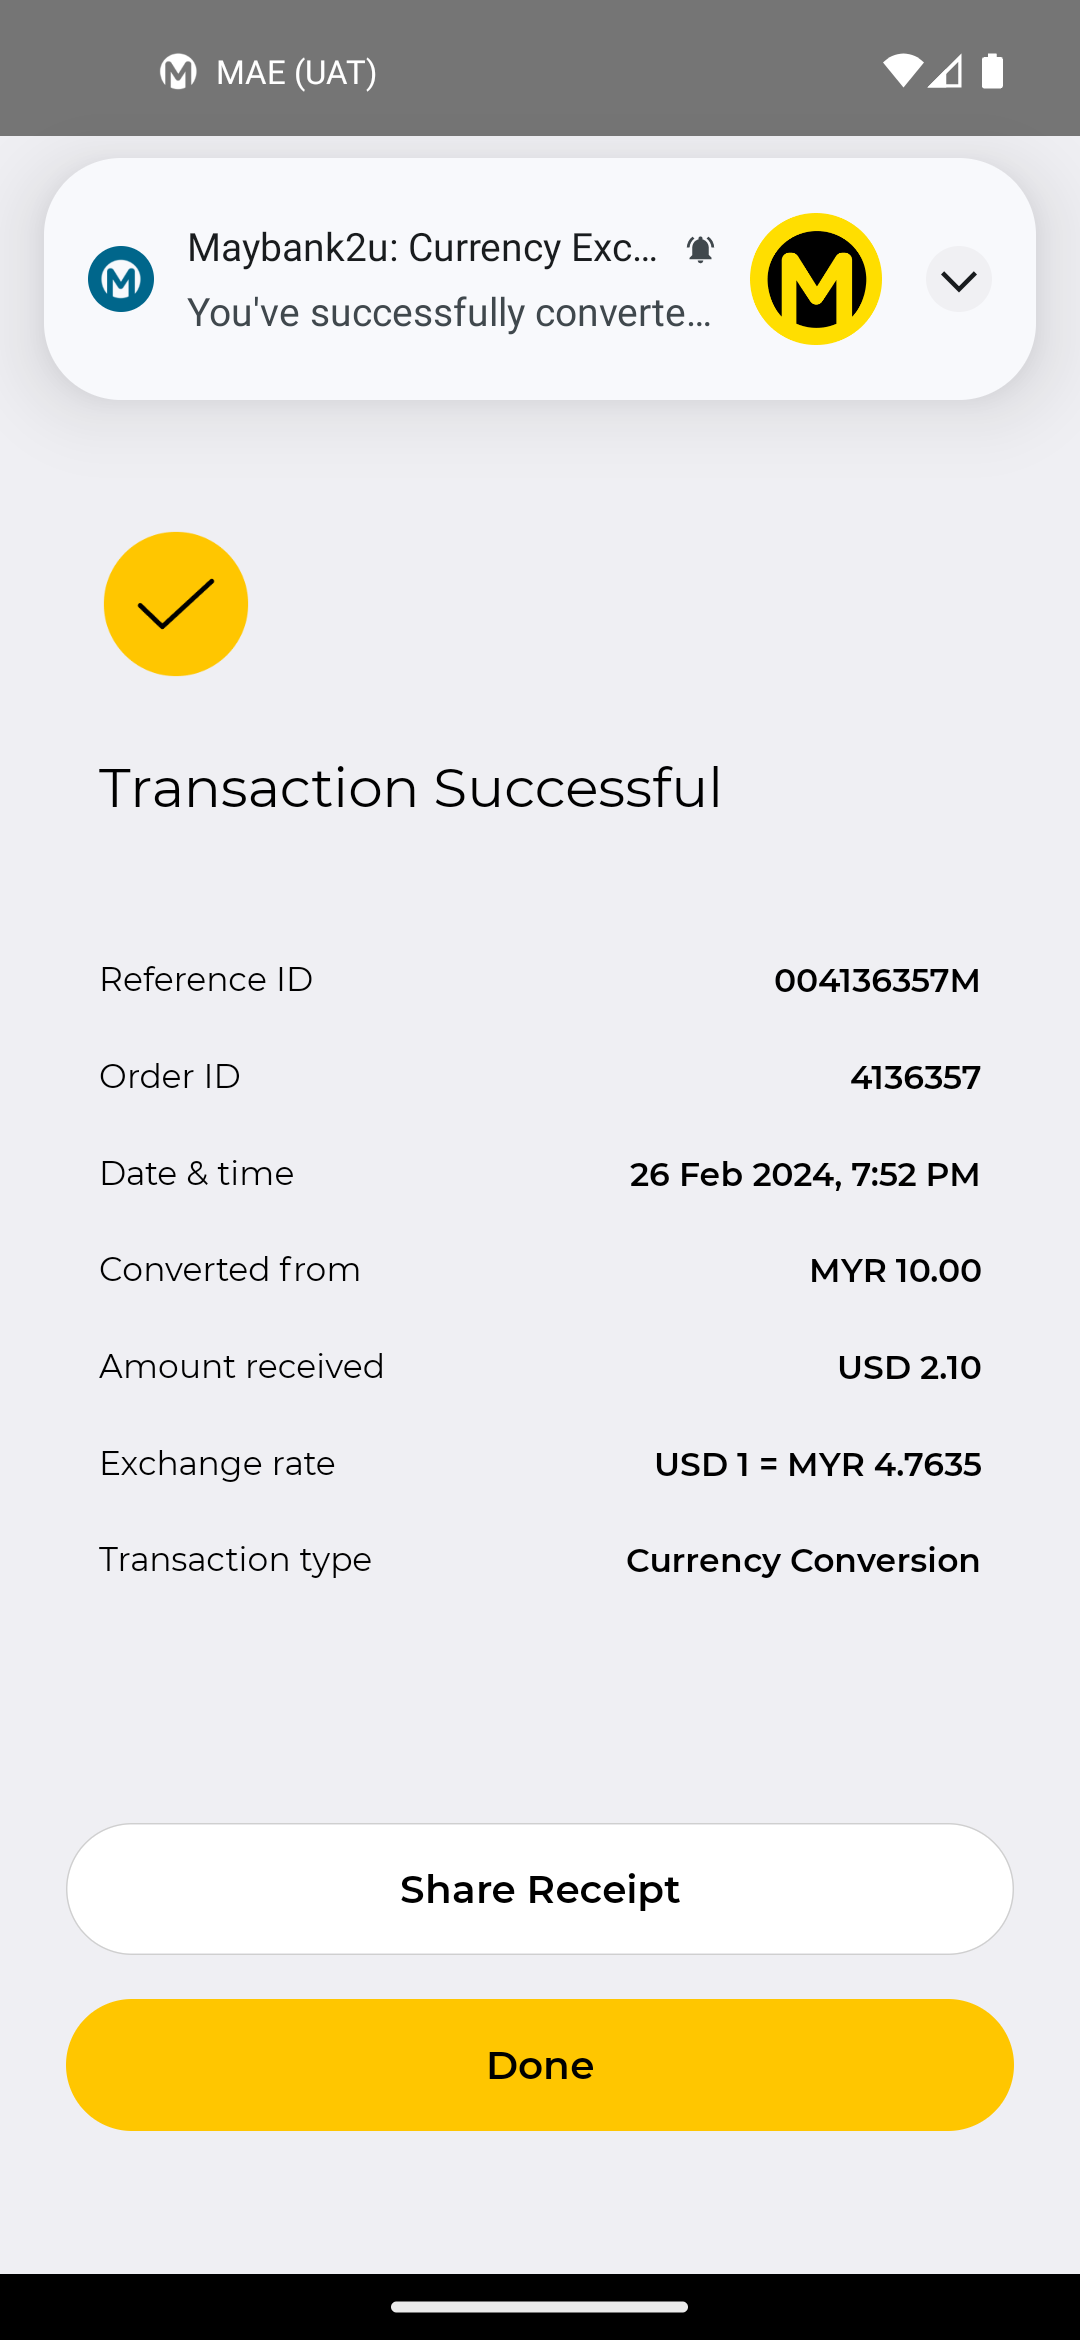 MAE (UAT)
Maybank2u: Currency Exc...
You've successfully converte...
Transaction Successful
Reference ID 004136357M
Order ID 4136357
Date & time 26 Feb 2024, 7:52 PM
Converted from MYR 10.00
Amount received USD 2.10
Exchange rate USD 1 = MYR 4.7635
Transaction type Currency Conversion
Share Receipt
Done